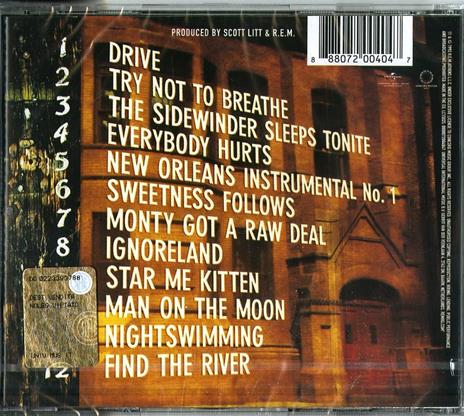 PRODUCED BY SCOTT LITT & R.E.M.
8 88072 00404 7
1 DRIVE
2 TRY NOT TO BREATHE
3 THE SIDEWINDER SLEEPS TONITE
4 EVERYBODY HURTS
5 NEW ORLEANS INSTRUMENTAL No. 1
6 SWEETNESS FOLLOWS
7 MONTY GOT A RAW DEAL
8 IGNORELAND
STAR ME KITTEN
MAN ON THE MOON
NIGHTSWIMMING
12 FIND THE RIVER